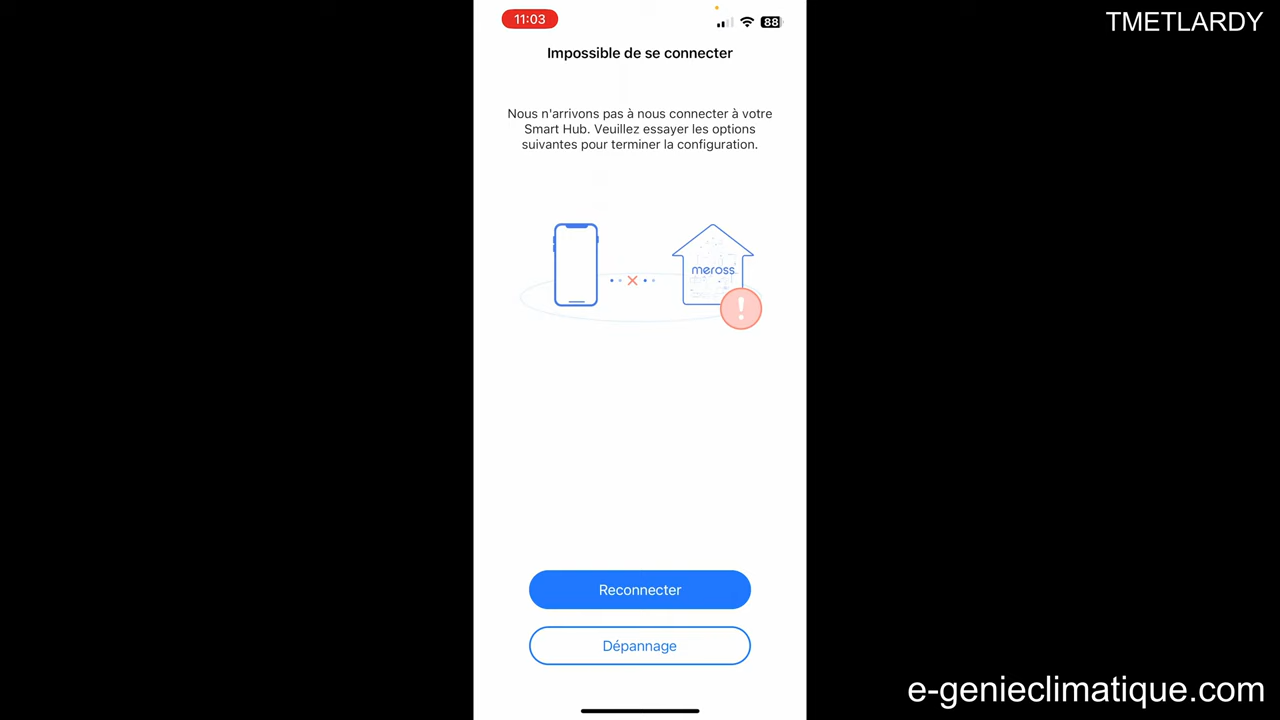 TMETLARDY
11:03
88
Impossible de se connecter
Nous n'arrivons pas à nous connecter à votre
Smart Hub. Veuillez essayer les options
suivantes pour terminer la configuration.
meross
!
Reconnecter
Dépannage
e-genieclimatique.com